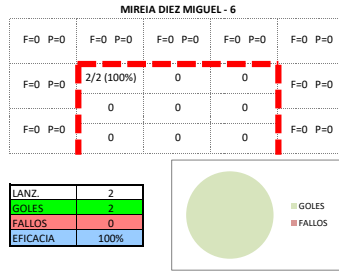 MIREIA DIEZ MIGUEL - 6
F=0 P=0 F=0 P=0 F=0 P=0 F=0 P=0 F=0 P=0
F=0 P=0 2/2 (100%) 0 0 F=0 P=0
0 0 0
F=0 P=0 0 0 0 F=0 P=0
LANZ. 2
GOLES 2
FALLOS 0
EFICACIA 100%
GOLES
FALLOS